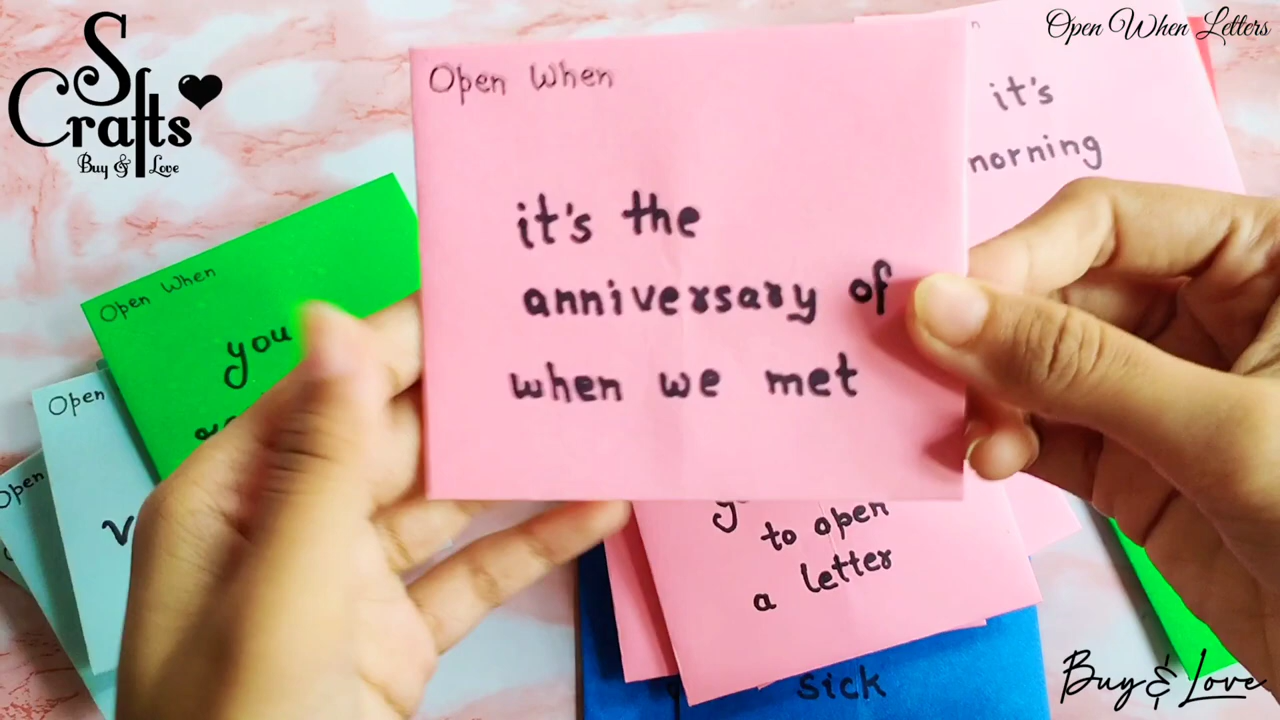 S
Crafts
Buy & Love
Open When Letters
Open When
it's the
anniversary of
when we met
it's
morning
Open When
you
Open
Open
to open
a letter
sick
Buy & Love